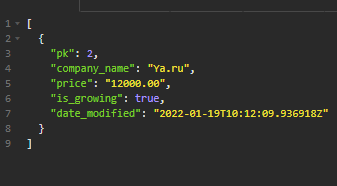 1 [
2 {
3 "pk": 2,
4 "company_name": "Ya.ru",
5 "price": "12000.00",
6 "is_growing": true,
7 "date_modified": "2022-01-19T10:12:09.936918Z"
8 }
9 ]